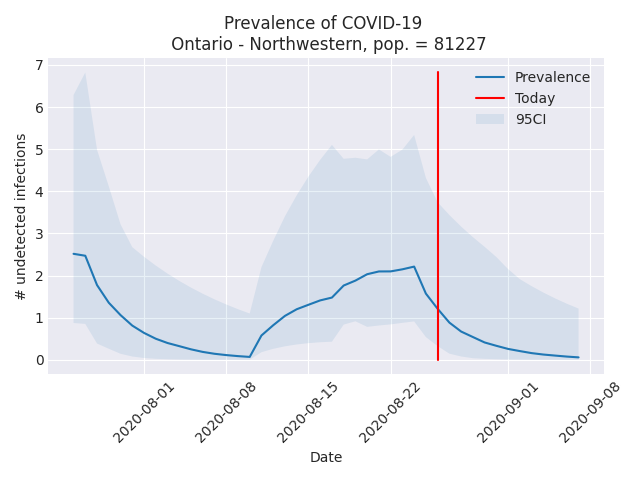 Prevalence of COVID-19
Ontario - Northwestern, pop. = 81227
7
6
5
4
3
2
1
0
# undetected infections
Prevalence
Today
95CI
2020-08-01
2020-08-08
2020-08-15
2020-08-22
2020-09-01
2020-09-08
Date